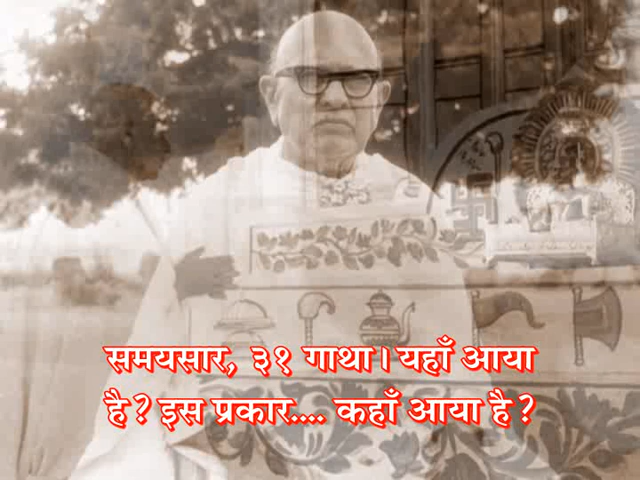 समयसार, ३१ गाथा। यहाँ आया
है? इस प्रकार.... कहाँ आया है?